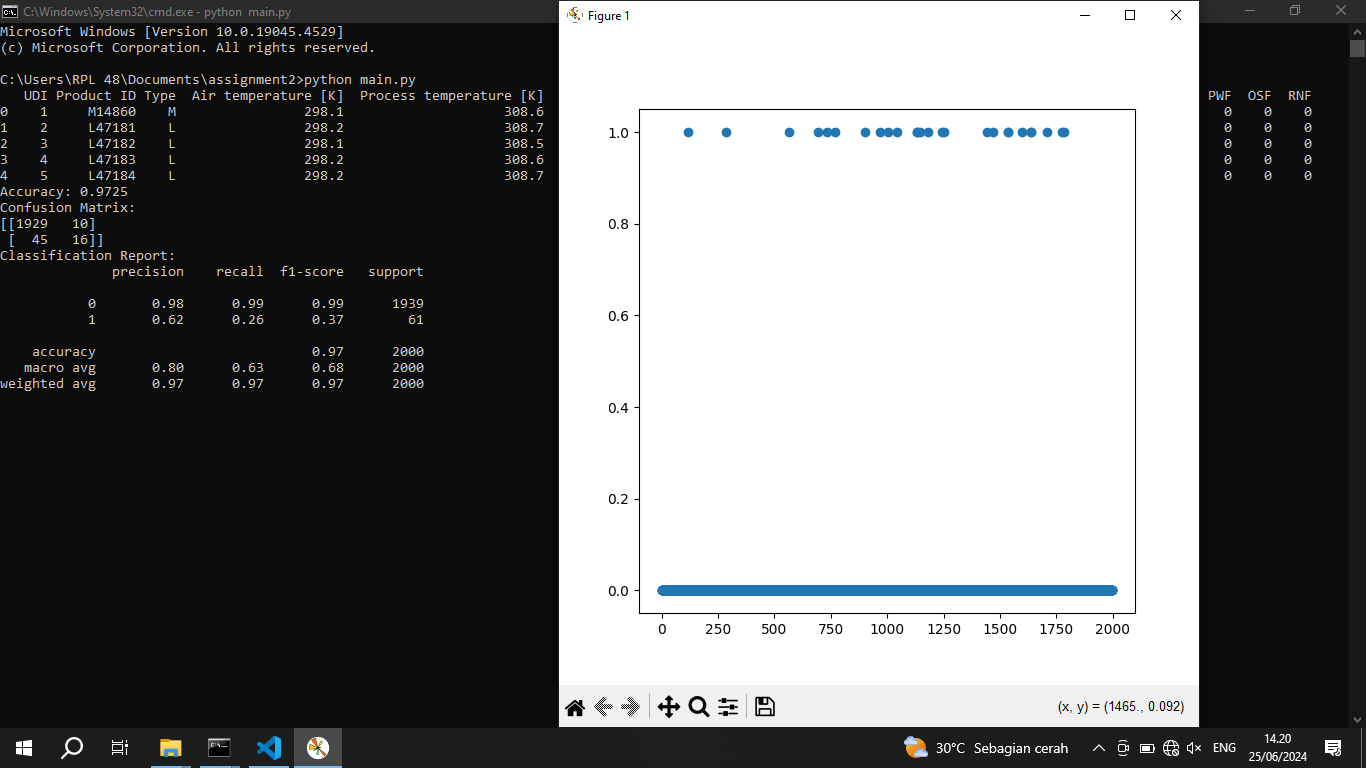 C:\Windows\System32\cmd.exe - python  main.py
Microsoft Windows [Version 10.0.19045.4529]
(c) Microsoft Corporation. All rights reserved.
C:\Users\RPL 48\Documents\assignment2>python main.py
   UDI Product ID Type  Air temperature [K]  Process temperature [K]  PWF  OSF  RNF
0    1     M14860    M                298.1                    308.6    0    0    0
1    2     L47181    L                298.2                    308.7    0    0    0
2    3     L47182    L                298.1                    308.5    0    0    0
3    4     L47183    L                298.2                    308.6    0    0    0
4    5     L47184    L                298.2                    308.7    0    0    0
Accuracy: 0.9725
Confusion Matrix:
[[1929   10]
 [  45   16]]
Classification Report:
              precision    recall  f1-score   support
           0       0.98      0.99      0.99      1939
           1       0.62      0.26      0.37        61
    accuracy                           0.97      2000
   macro avg       0.80      0.63      0.68      2000
weighted avg       0.97      0.97      0.97      2000
Figure 1
1.0
0.8
0.6
0.4
0.2
0.0
0 250 500 750 1000 1250 1500 1750 2000
(x, y) = (1465., 0.092)
30°C Sebagian cerah
ENG
14.20
25/06/2024